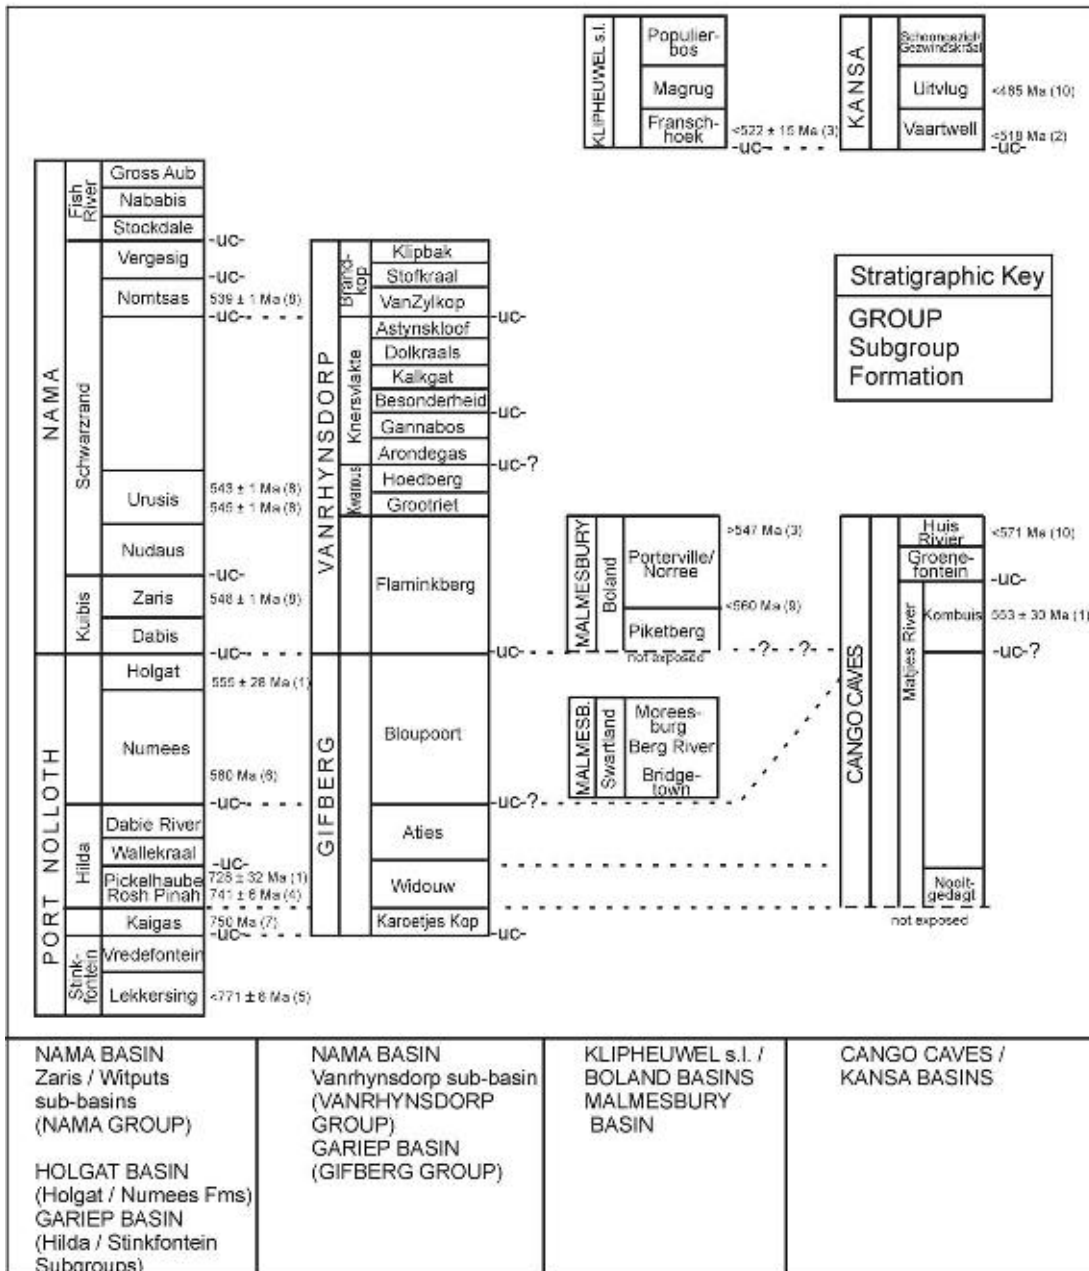 KLIPHEUWEL s.l.
Populier-
bos
Magrug
Fransch-
hoek
<522 ± 15 Ma (3)
-uc-
KANSA
Gezwindskraal
Uitvlug
<485 Ma (10)
Vaartwell
<518 Ma (2)
-uc-
Stratigraphic Key
GROUP
Subgroup
Formation
NAMA
Fish
River
Gross Aub
Nababis
Stockdale
-uc-
Schwarzrand
Vergesig
-uc-
Nomtsas
539 ± 1 Ma (8)
-uc-
Urusis
543 ± 1 Ma (8)
545 ± 1 Ma (8)
Nudaus
-uc-
Kuibis
Zaris
548 ± 1 Ma (8)
Dabis
-uc-
PORT NOLLOTH
Holgat
555 ± 28 Ma (1)
Numees
580 Ma (6)
-uc-
Hilda
Dabie River
Wallekraal
-uc-
Pickelhaube
728 ± 32 Ma (1)
Rosh Pinah
741 ± 6 Ma (4)
Kaigas
750 Ma (7)
-uc-
Stink-
fontein
Vredefontein
Lekkersing
<771 ± 6 Ma (5)
VANRHYNSDORP
Brand-
kop
Klipbak
Stofkraal
VanZylkop
-uc-
Knersvlakte
Astynskloof
Dolkraals
Kalkgat
Besonderheid
-uc-
Gannabos
Arondegas
-uc-?
Kwanous
Hoedberg
Grootriet
Flaminkberg
-uc-
GIFBERG
Bloupoort
-uc-?
Aties
Widouw
Karoetjes Kop
-uc-
MALMESBURY
Boland
Porterville/
Norree
>547 Ma (3)
<560 Ma (9)
Piketberg
not exposed
-?- -?-
MALMESB.
Swartland
Morees-
burg
Berg River
Bridge-
town
CANGO CAVES
Huis
Rivier
<571 Ma (10)
Groene-
fontein
-uc-
Matjies River
Kombuis
553 ± 30 Ma (1)
-uc-?
Nooit-
gedagt
not exposed
NAMA BASIN
Zaris / Witputs
sub-basins
(NAMA GROUP)
HOLGAT BASIN
(Holgat / Numees Fms)
GARIEP BASIN
(Hilda / Stinkfontein
Subgroups)
NAMA BASIN
Vanrhynsdorp sub-basin
(VANRHYNSDORP
GROUP)
GARIEP BASIN
(GIFBERG GROUP)
KLIPHEUWEL s.l. /
BOLAND BASINS
MALMESBURY
BASIN
CANGO CAVES /
KANSA BASINS